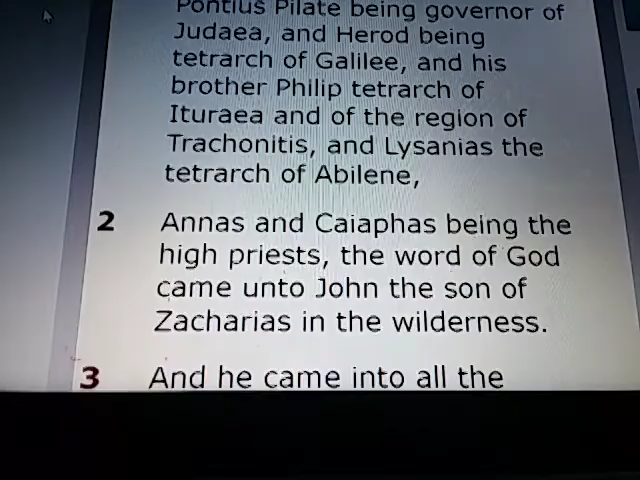 Pontius Pilate being governor of
Judaea, and Herod being
tetrarch of Galilee, and his
brother Philip tetrarch of
Ituraea and of the region of
Trachonitis, and Lysanias the
tetrarch of Abilene,
2 Annas and Caiaphas being the
high priests, the word of God
came unto John the son of
Zacharias in the wilderness.
3 And he came into all the